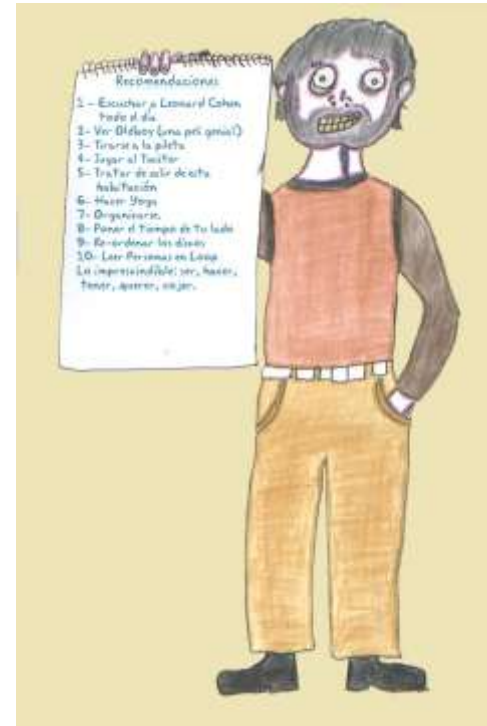 Recomendaciones
1- Escuchar a Leonard Cohen
todo el día
2- Ver Oldboy (una peli genial)
3- Tirarse a la pileta
4- Jugar al Twister
5- Tratar de salir de esta
habitación
6- Hacer Yoga
7- Organizarse.
8- Poner el tiempo de tu lado
9- Re-ordenar los discos
10- Leer Personas en Loop
Lo imprescindible: ser, hacer,
tener, querer, cojer.